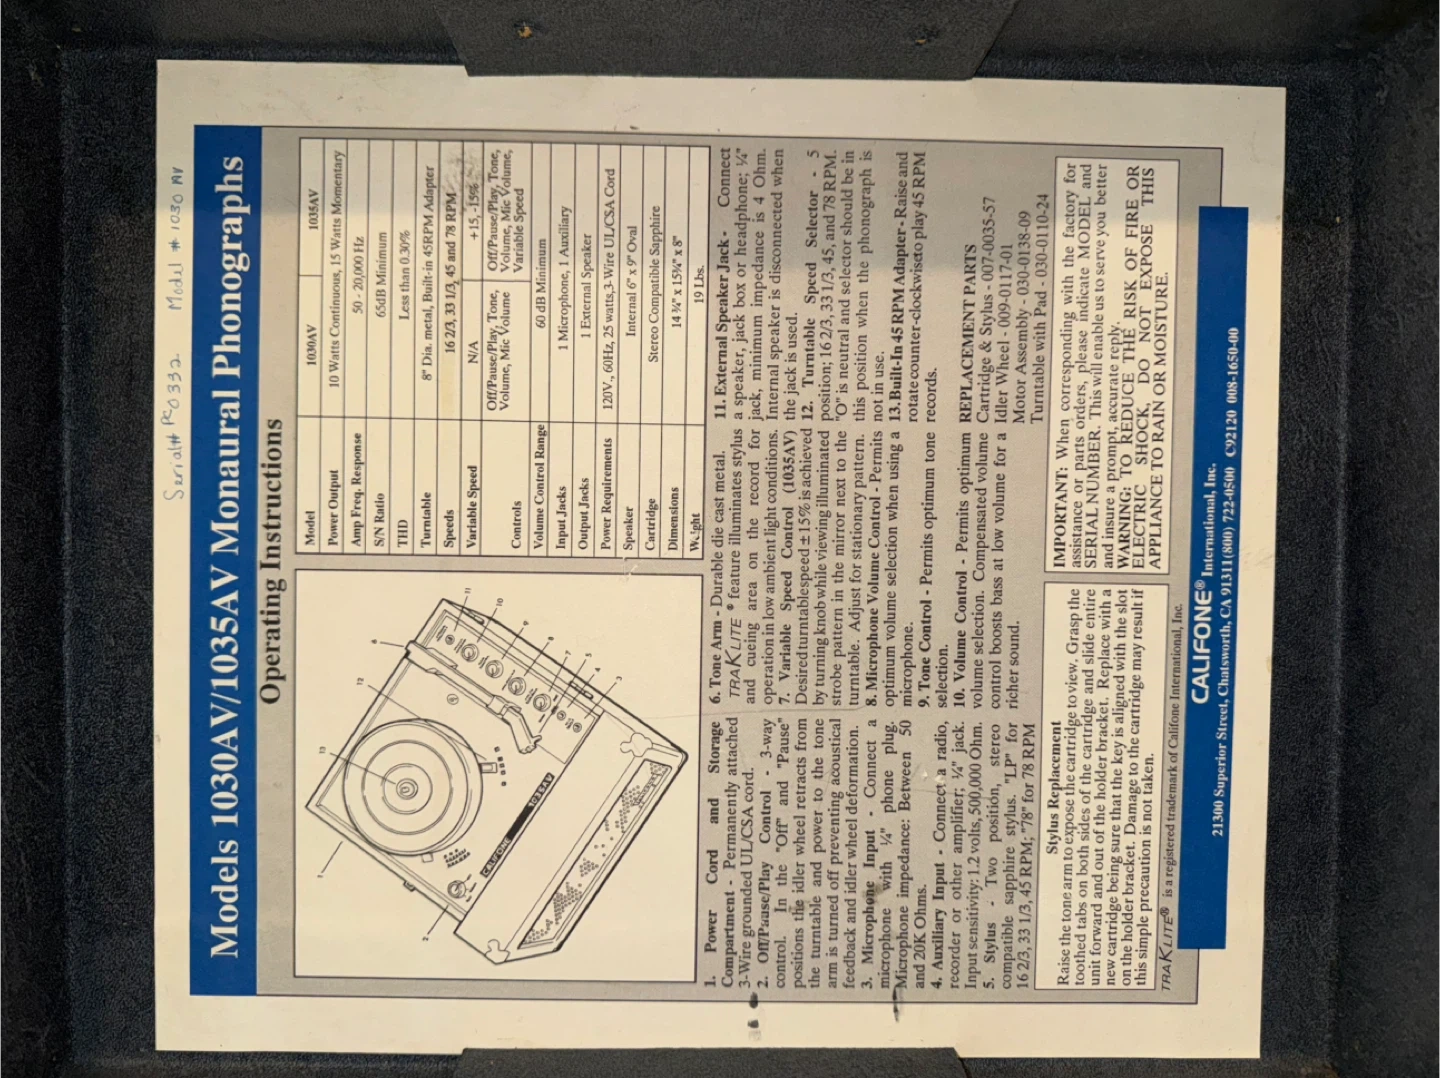 Serial# R0332 Model # 1030 AV
Models 1030AV/1035AV Monaural Phonographs
Operating Instructions
13
12
6
1
11
10
9
8
7
5
4
3
2
CALIFONE 1035AV
Model 1030AV 1035AV
Power Output 10 Watts Continuous, 15 Watts Momentary
Amp Freq. Response 50 - 20,000 Hz
S/N Ratio 65dB Minimum
THD Less than 0.30%
Turntable 8" Dia. metal, Built-in 45RPM Adapter
Speeds 16 2/3, 33 1/3, 45 and 78 RPM
Variable Speed N/A +15, -15%
Controls Off/Pause/Play, Tone, Volume, Mic Volume Off/Pause/Play, Tone, Volume, Mic Volume, Variable Speed
Volume Control Range 60 dB Minimum
Input Jacks 1 Microphone, 1 Auxiliary
Output Jacks 1 External Speaker
Power Requirements 120V., 60Hz, 25 watts,3-Wire UL/CSA Cord
Speaker Internal 6" x 9" Oval
Cartridge Stereo Compatible Sapphire
Dimensions 14 ¾" x 15¾" x 8"
Weight 19 Lbs.
1. Power Cord and Storage
Compartment - Permanently attached
3-Wire grounded UL/CSA cord.
2. Off/Pause/Play Control - 3-way
control. In the "Off" and "Pause"
positions the idler wheel retracts from
the turntable and power to the tone
arm is turned off preventing acoustical
feedback and idler wheel deformation.
3. Microphone Input - Connect a
microphone with ¼" phone plug.
Microphone impedance: Between 50
and 20K Ohms.
4. Auxiliary Input - Connect a radio,
recorder or other amplifier; ¼" jack.
Input sensitivity; 1.2 volts,500,000 Ohm.
5. Stylus - Two position, stereo
compatible sapphire stylus. "LP" for
16 2/3, 33 1/3, 45 RPM; "78" for 78 RPM
6. Tone Arm - Durable die cast metal.
TRAKLITE ® feature illuminates stylus
and cueing area on the record for
operation in low ambient light conditions.
7. Variable Speed Control (1035AV)
Desired turntable speed ± 15% is achieved
by turning knob while viewing illuminated
strobe pattern in the mirror next to the
turntable. Adjust for stationary pattern.
8. Microphone Volume Control - Permits
optimum volume selection when using a
microphone.
9. Tone Control - Permits optimum tone
selection.
10. Volume Control - Permits optimum
volume selection. Compensated volume
control boosts bass at low volume for a
richer sound.
11. External Speaker Jack - Connect
a speaker, jack box or headphone; ¼"
jack, minimum impedance is 4 Ohm.
Internal speaker is disconnected when
the jack is used.
12. Turntable Speed Selector - 5
position; 16 2/3, 33 1/3, 45, and 78 RPM.
"O" is neutral and selector should be in
this position when the phonograph is
not in use.
13. Built-In 45 RPM Adapter - Raise and
rotate counter-clockwise to play 45 RPM
records.
REPLACEMENT PARTS
Cartridge & Stylus - 007-0035-57
Idler Wheel - 009-0117-01
Motor Assembly - 030-0138-09
Turntable with Pad - 030-0110-24
Stylus Replacement
Raise the tone arm to expose the cartridge to view. Grasp the
toothed tabs on both sides of the cartridge and slide entire
unit forward and out of the holder bracket. Replace with a
new cartridge being sure that the key is aligned with the slot
on the holder bracket. Damage to the cartridge may result if
this simple precaution is not taken.
IMPORTANT: When corresponding with the factory for
assistance or parts orders, please indicate MODEL and
SERIAL NUMBER. This will enable us to serve you better
and insure a prompt, accurate reply.
WARNING: TO REDUCE THE RISK OF FIRE OR
ELECTRIC SHOCK, DO NOT EXPOSE THIS
APPLIANCE TO RAIN OR MOISTURE.
TRAKLITE® is a registered trademark of Califone International, Inc.
CALIFONE® International, Inc.
21300 Superior Street, Chatsworth, CA 91311(800) 722-0500 C92120 008-1650-00